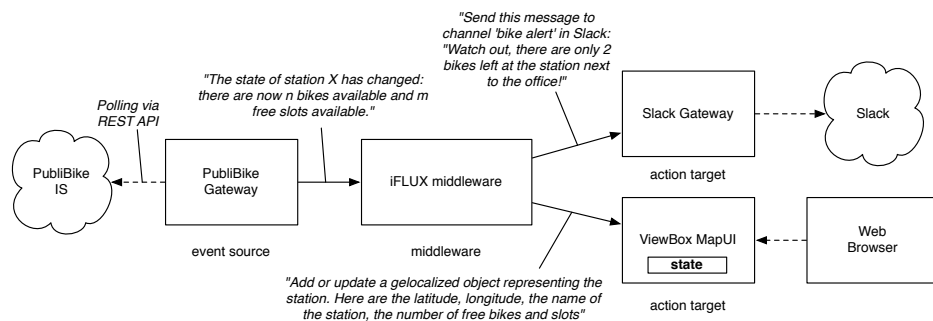 "Send this message to
channel 'bike alert' in Slack:
"Watch out, there are only 2
bikes left at the station next
to the office!"
"The state of station X has changed:
there are now n bikes available and m
free slots available."
Polling via
REST API
PubliBike
IS
PubliBike
Gateway
event source
iFLUX middleware
middleware
Slack Gateway
action target
Slack
ViewBox MapUI
state
action target
Web
Browser
"Add or update a gelocalized object representing the
station. Here are the latitude, longitude, the name of
the station, the number of free bikes and slots"